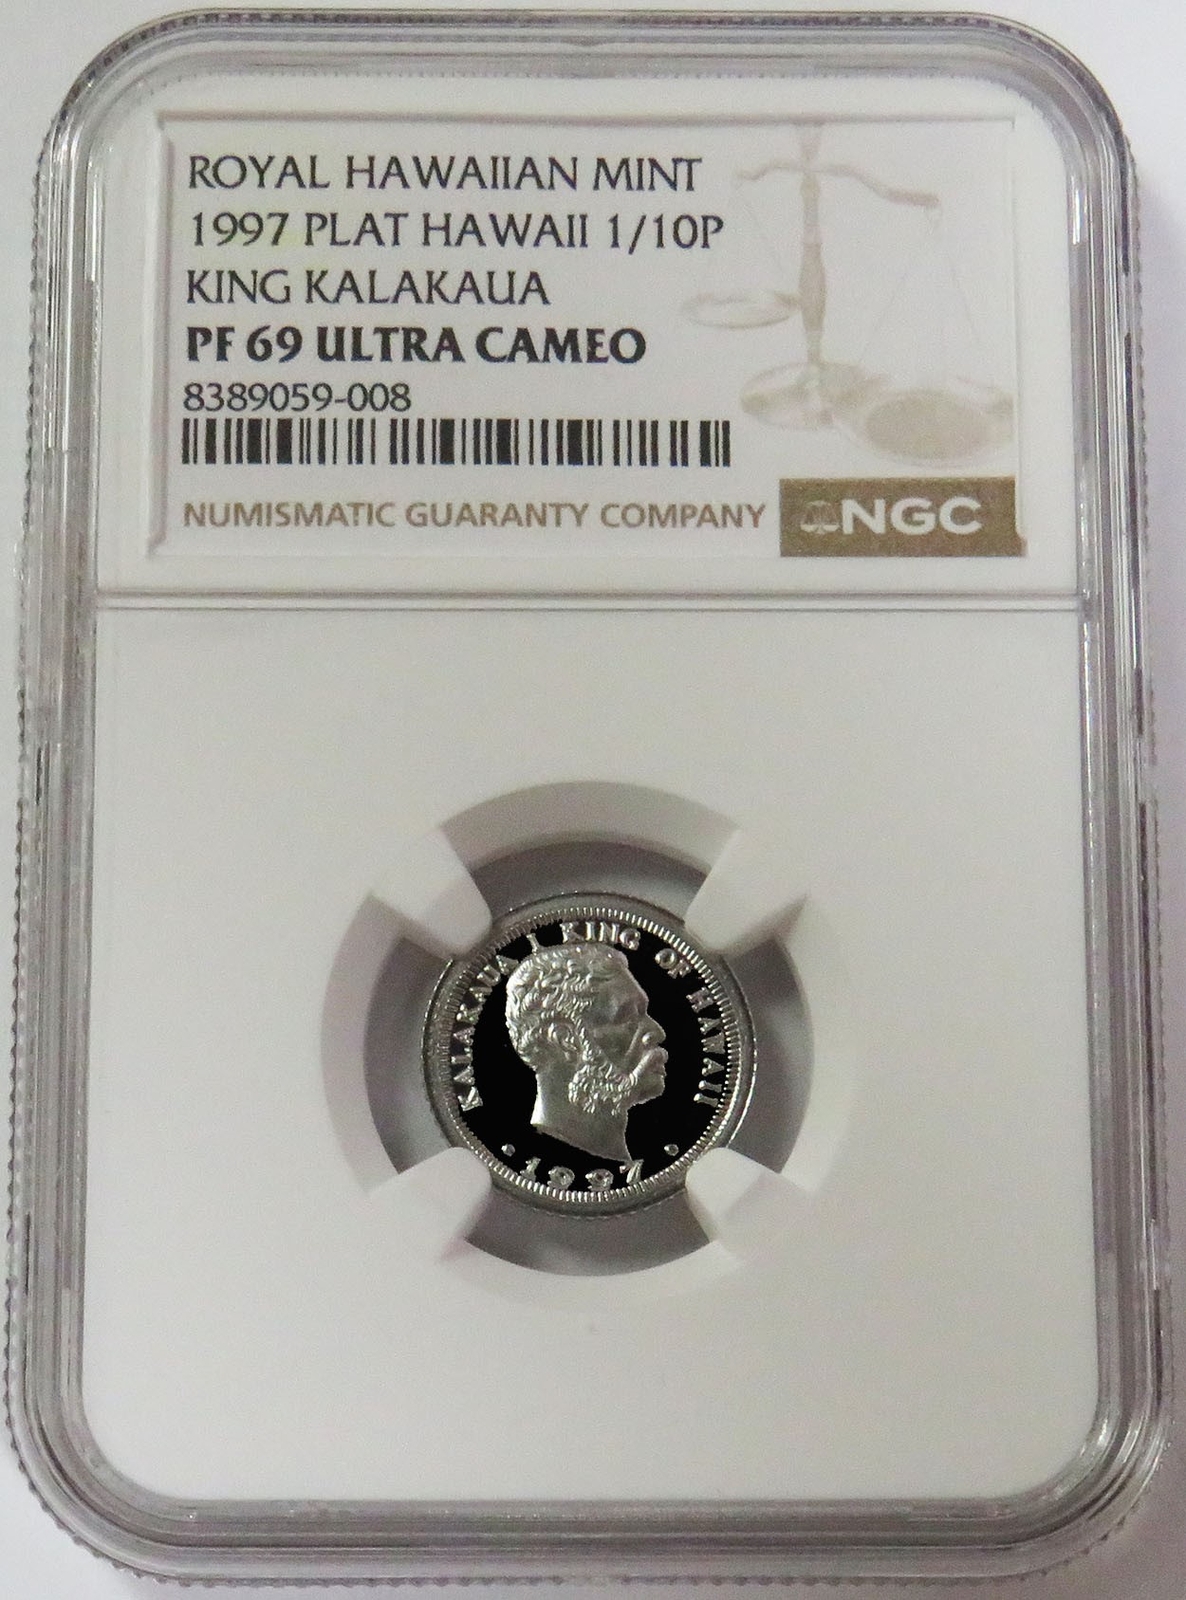 ROYAL HAWAIIAN MINT
1997 PLAT HAWAII 1/10P
KING KALAKAUA
PF 69 ULTRA CAMEO
8389059-008
NUMISMATIC GUARANTY COMPANY NGC
KALAKAUA I KING OF HAWAII
• 1997 •